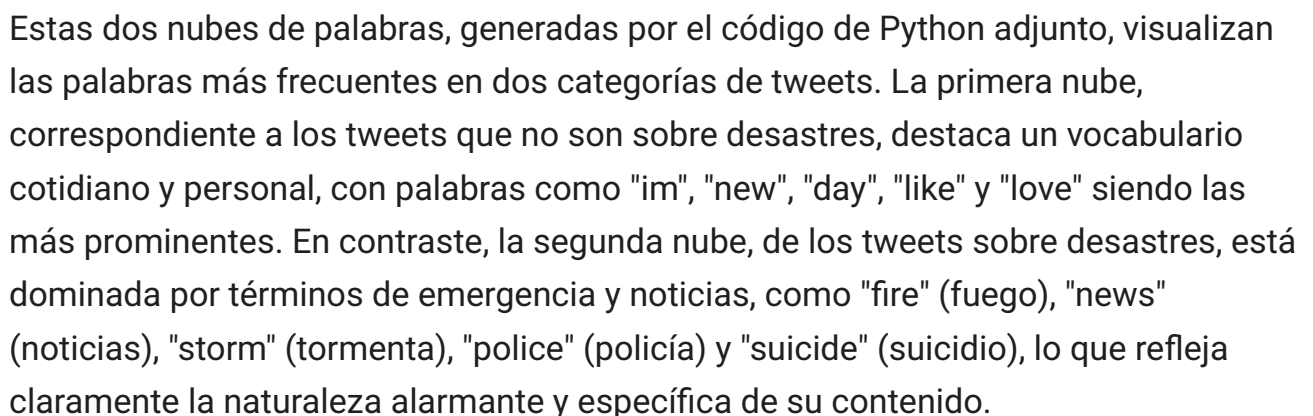 Estas dos nubes de palabras, generadas por el código de Python adjunto, visualizan
las palabras más frecuentes en dos categorías de tweets. La primera nube,
correspondiente a los tweets que no son sobre desastres, destaca un vocabulario
cotidiano y personal, con palabras como "im", "new", "day", "like" y "love" siendo las
más prominentes. En contraste, la segunda nube, de los tweets sobre desastres, está
dominada por términos de emergencia y noticias, como "fire" (fuego), "news"
(noticias), "storm" (tormenta), "police" (policía) y "suicide" (suicidio), lo que refleja
claramente la naturaleza alarmante y específica de su contenido.